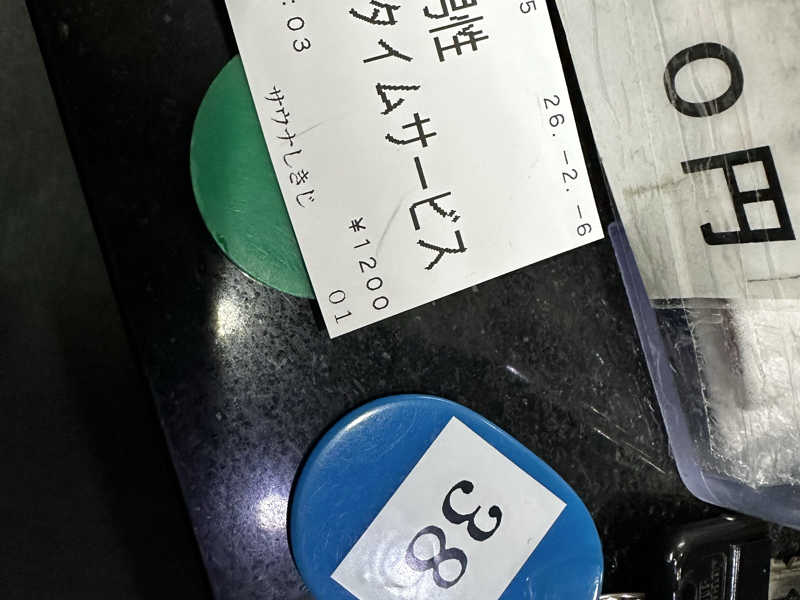 5 26.-2.-6
男性
タイムサービス
¥1200
:03 01
サウナしきじ
0円
38